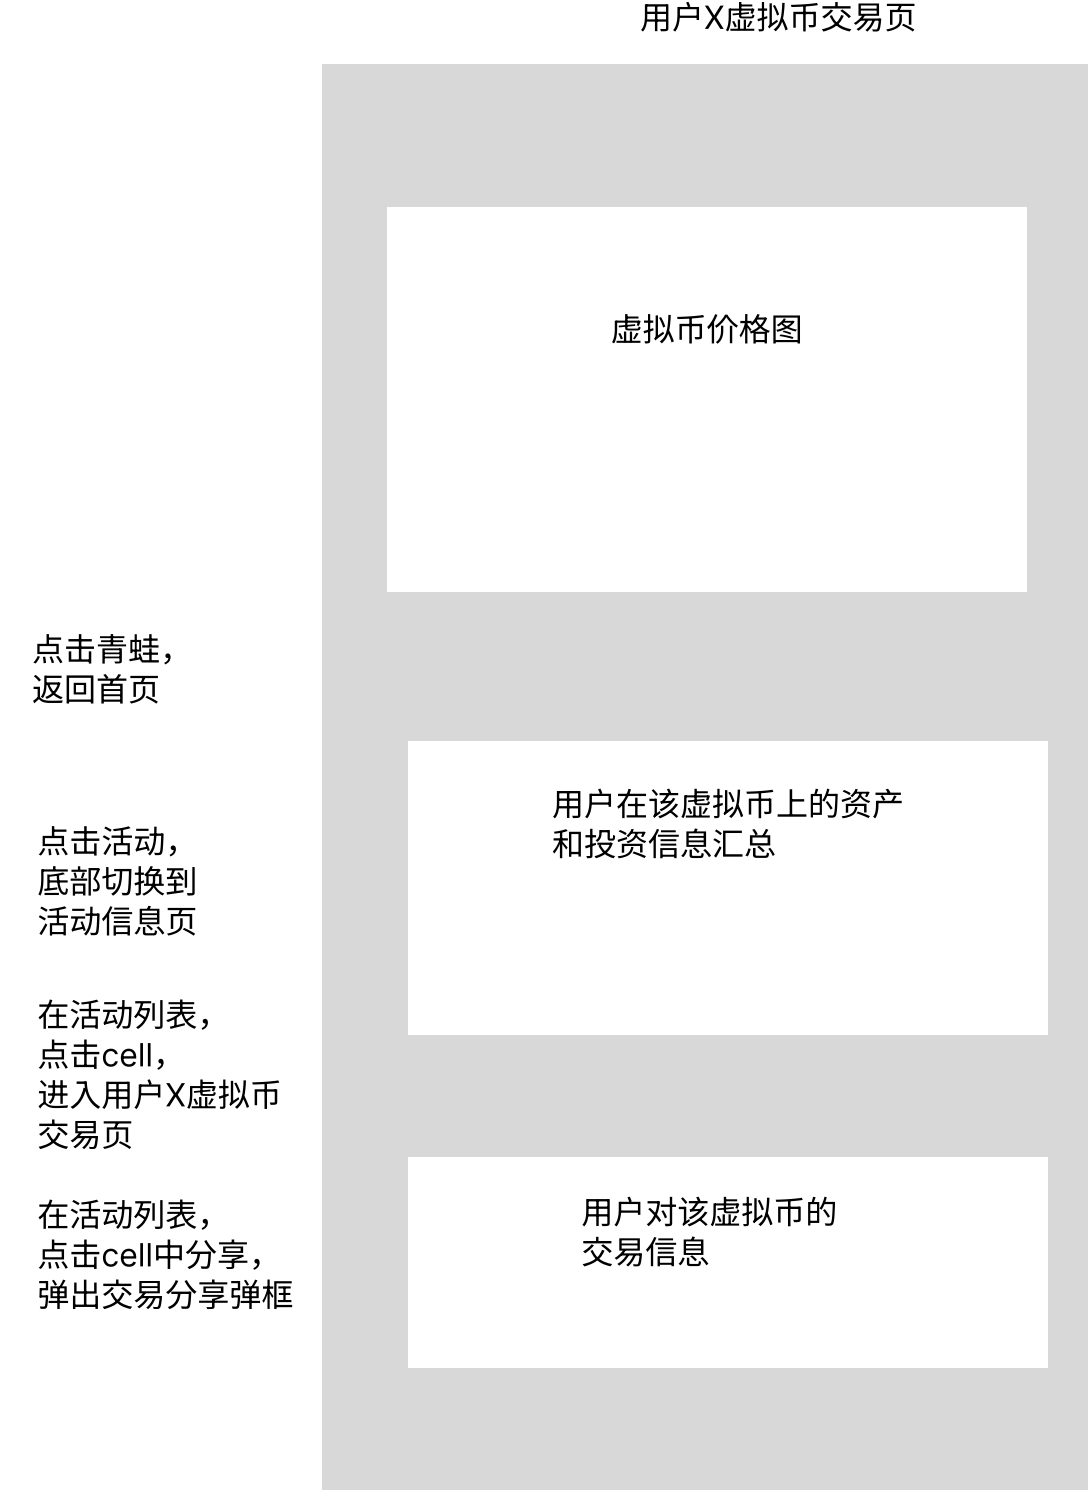 用户X虚拟币交易页
虚拟币价格图
点击青蛙，
返回首页
用户在该虚拟币上的资产
和投资信息汇总
点击活动，
底部切换到
活动信息页
在活动列表，
点击cell，
进入用户X虚拟币
交易页
用户对该虚拟币的
交易信息
在活动列表，
点击cell中分享，
弹出交易分享弹框